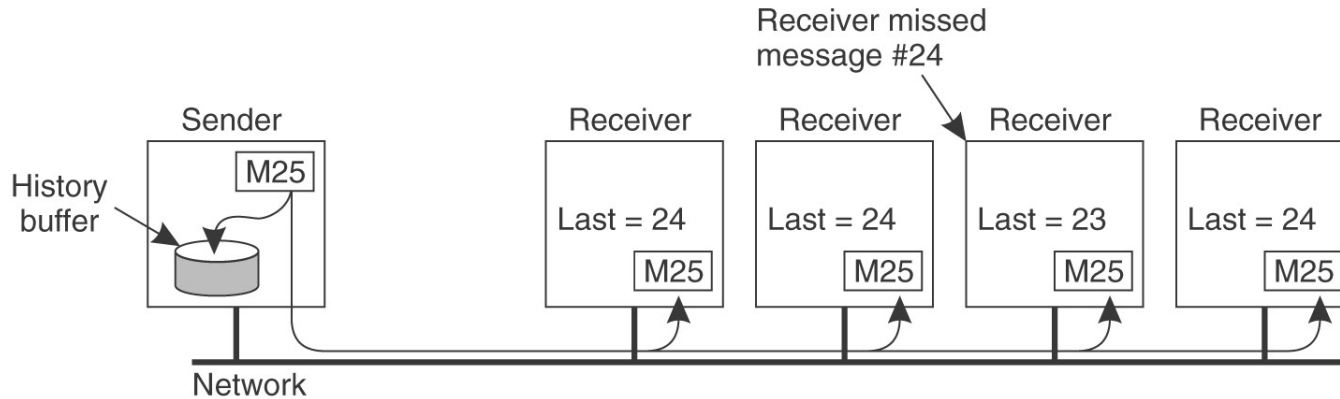 Receiver missed
message #24
Sender
Receiver
Receiver
Receiver
Receiver
M25
History
buffer
Last = 24
Last = 24
Last = 23
Last = 24
M25
M25
M25
M25
Network